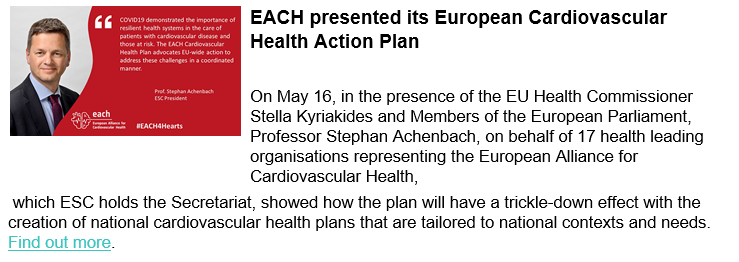 COVID19 demonstrated the importance of
resilient health systems in the care of
patients with cardiovascular disease and
those at risk. The EACH Cardiovascular
Health Plan advocates EU-wide action to
address these challenges in a coordinated
manner.
Prof. Stephan Achenbach
ESC President
each
European Alliance for
Cardiovascular Health
#EACH4Hearts
EACH presented its European Cardiovascular
Health Action Plan
On May 16, in the presence of the EU Health Commissioner
Stella Kyriakides and Members of the European Parliament,
Professor Stephan Achenbach, on behalf of 17 health leading
organisations representing the European Alliance for
Cardiovascular Health,
which ESC holds the Secretariat, showed how the plan will have a trickle-down effect with the
creation of national cardiovascular health plans that are tailored to national contexts and needs.
Find out more.